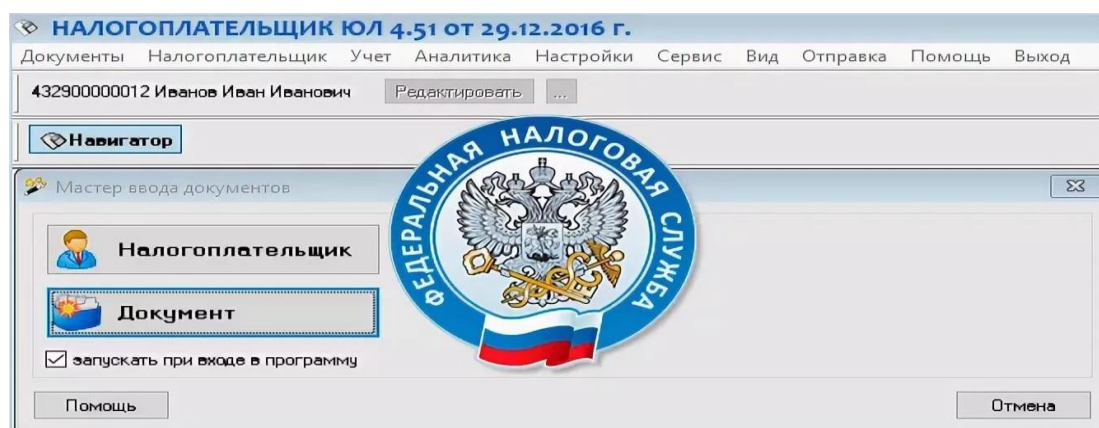 НАЛОГОПЛАТЕЛЬЩИК ЮЛ 4.51 от 29.12.2016 г.
Документы Налогоплательщик Учет Аналитика Настройки Сервис Вид Отправка Помощь Выход
432900000012 Иванов Иван Иванович Редактировать ...
Навигатор
ФЕДЕРАЛЬНАЯ НАЛОГОВАЯ СЛУЖБА
Мастер ввода документов
Налогоплательщик
Документ
запускать при входе в программу
Помощь Отмена